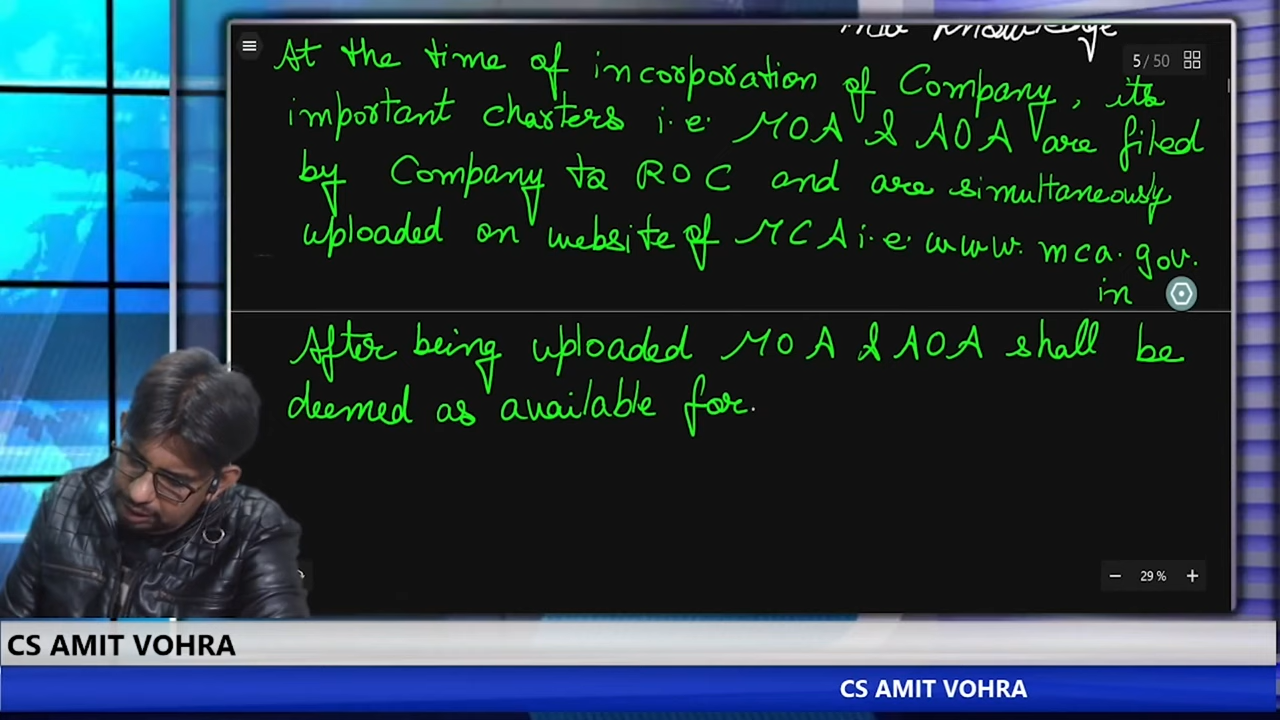 knowledge
5 / 50
At the time of incorporation of Company, its
important charters i.e. MOA & AOA are filed
by Company to ROC and are simultaneously
uploaded on website of MCA i.e. www.mca.gov.
in
After being uploaded MOA & AOA shall be
deemed as available for.
29 %
CS AMIT VOHRA
CS AMIT VOHRA